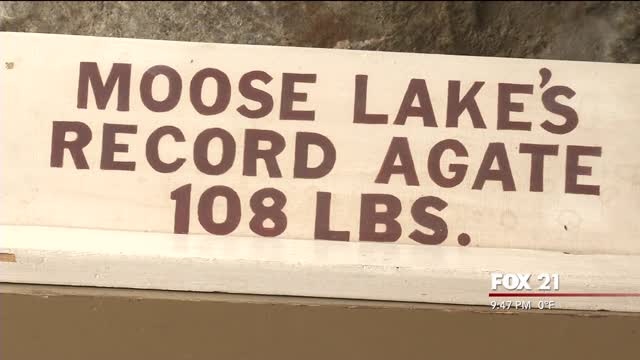 MOOSE LAKE'S
RECORD AGATE
108 LBS.
FOX 21
9:47 PM 0°F